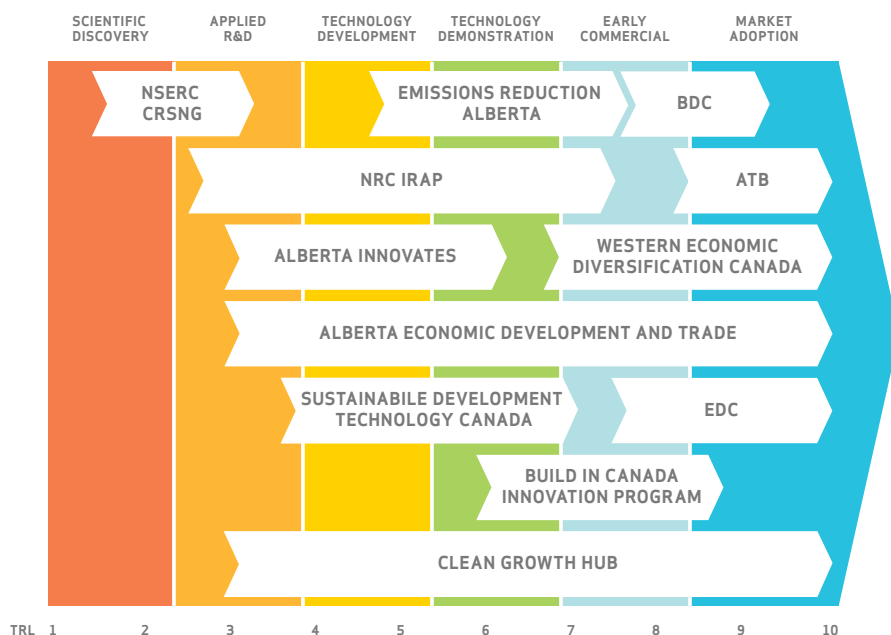 SCIENTIFIC
DISCOVERY
APPLIED
R&D
TECHNOLOGY
DEVELOPMENT
TECHNOLOGY
DEMONSTRATION
EARLY
COMMERCIAL
MARKET
ADOPTION
NSERC
CRSNG
EMISSIONS REDUCTION
ALBERTA
BDC
NRC IRAP
ATB
ALBERTA INNOVATES
WESTERN ECONOMIC
DIVERSIFICATION CANADA
ALBERTA ECONOMIC DEVELOPMENT AND TRADE
SUSTAINABILE DEVELOPMENT
TECHNOLOGY CANADA
EDC
BUILD IN CANADA
INNOVATION PROGRAM
CLEAN GROWTH HUB
TRL 1 2 3 4 5 6 7 8 9 10